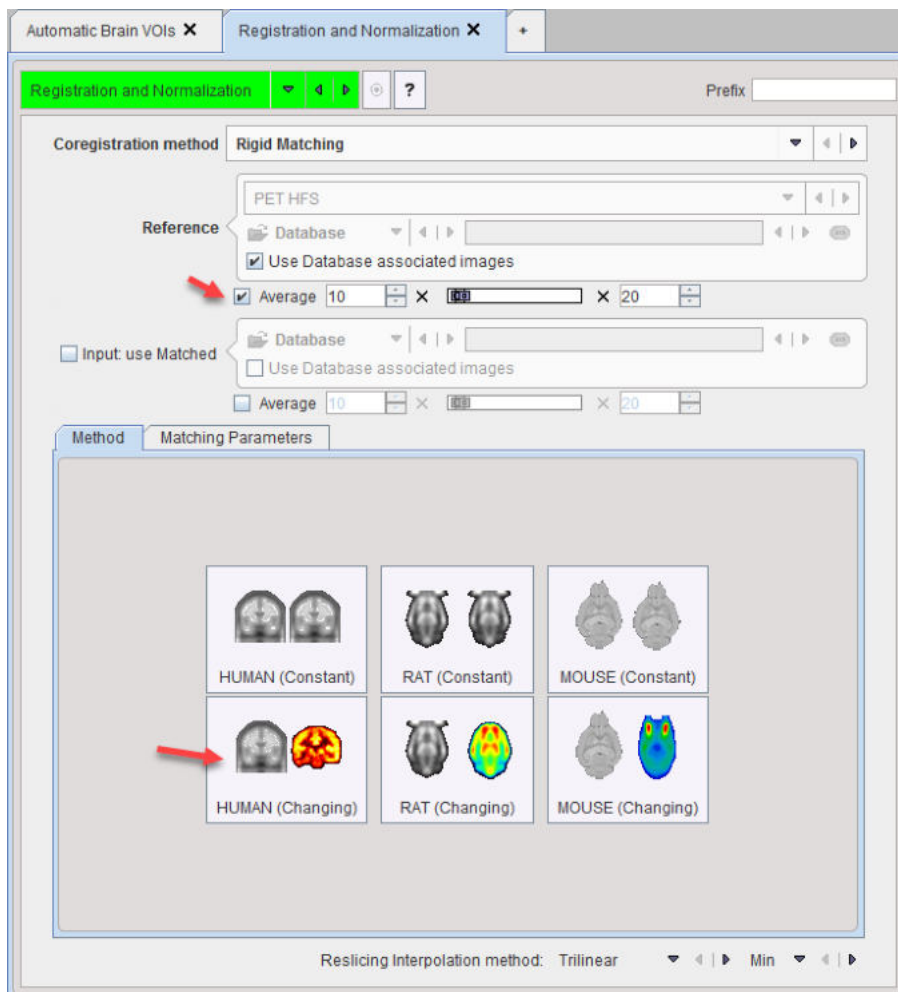 Automatic Brain VOIs ✕ Registration and Normalization ✕ +
Registration and Normalization ? Prefix
Coregistration method Rigid Matching
PET HFS
Reference
Database
Use Database associated images
Average 10 ✕ ✕ 20
Input: use Matched
Database
Use Database associated images
Average 10 ✕ ✕ 20
Method Matching Parameters
HUMAN (Constant) RAT (Constant) MOUSE (Constant)
HUMAN (Changing) RAT (Changing) MOUSE (Changing)
Reslicing Interpolation method: Trilinear Min